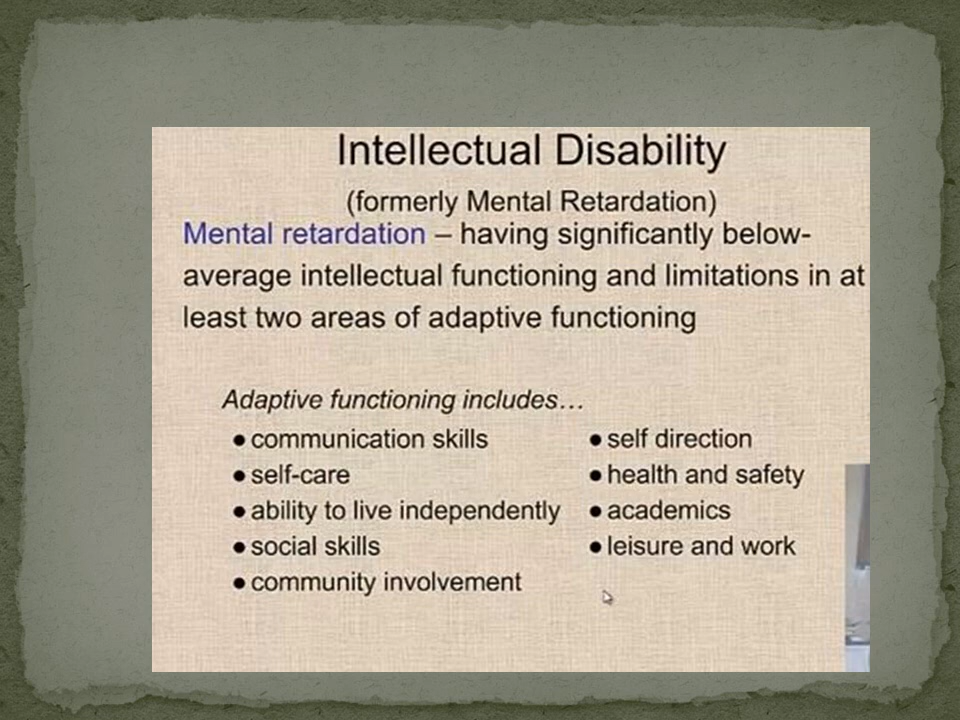 Intellectual Disability
(formerly Mental Retardation)
Mental retardation – having significantly below-
average intellectual functioning and limitations in at
least two areas of adaptive functioning
Adaptive functioning includes…
● communication skills
● self-care
● ability to live independently
● social skills
● community involvement
● self direction
● health and safety
● academics
● leisure and work